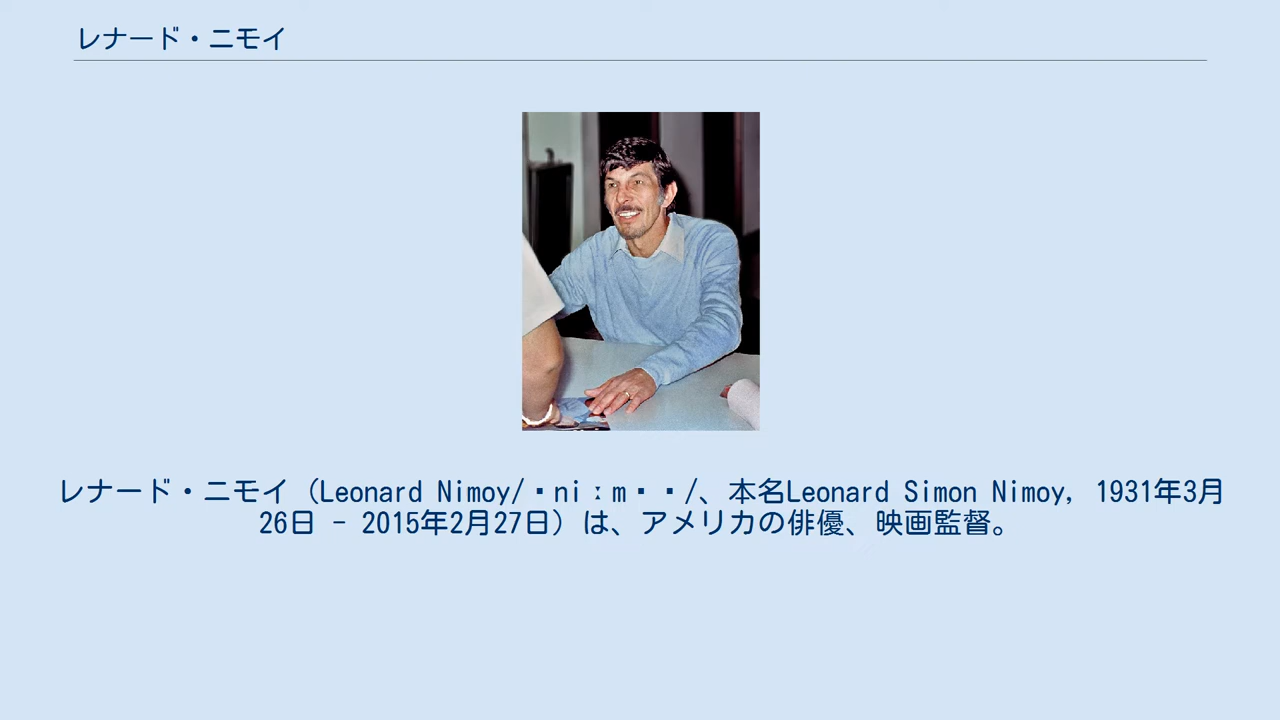 レナード・ニモイ
レナード・ニモイ（Leonard Nimoy/･niːm･･/、本名Leonard Simon Nimoy, 1931年3月
26日 - 2015年2月27日）は、アメリカの俳優、映画監督。